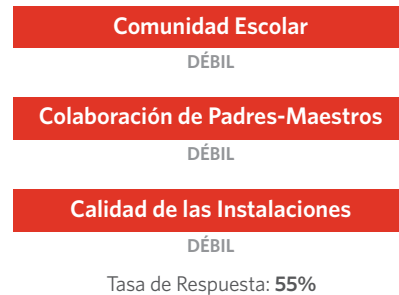 Comunidad Escolar
DÉBIL
Colaboración de Padres-Maestros
DÉBIL
Calidad de las Instalaciones
DÉBIL
Tasa de Respuesta: 55%